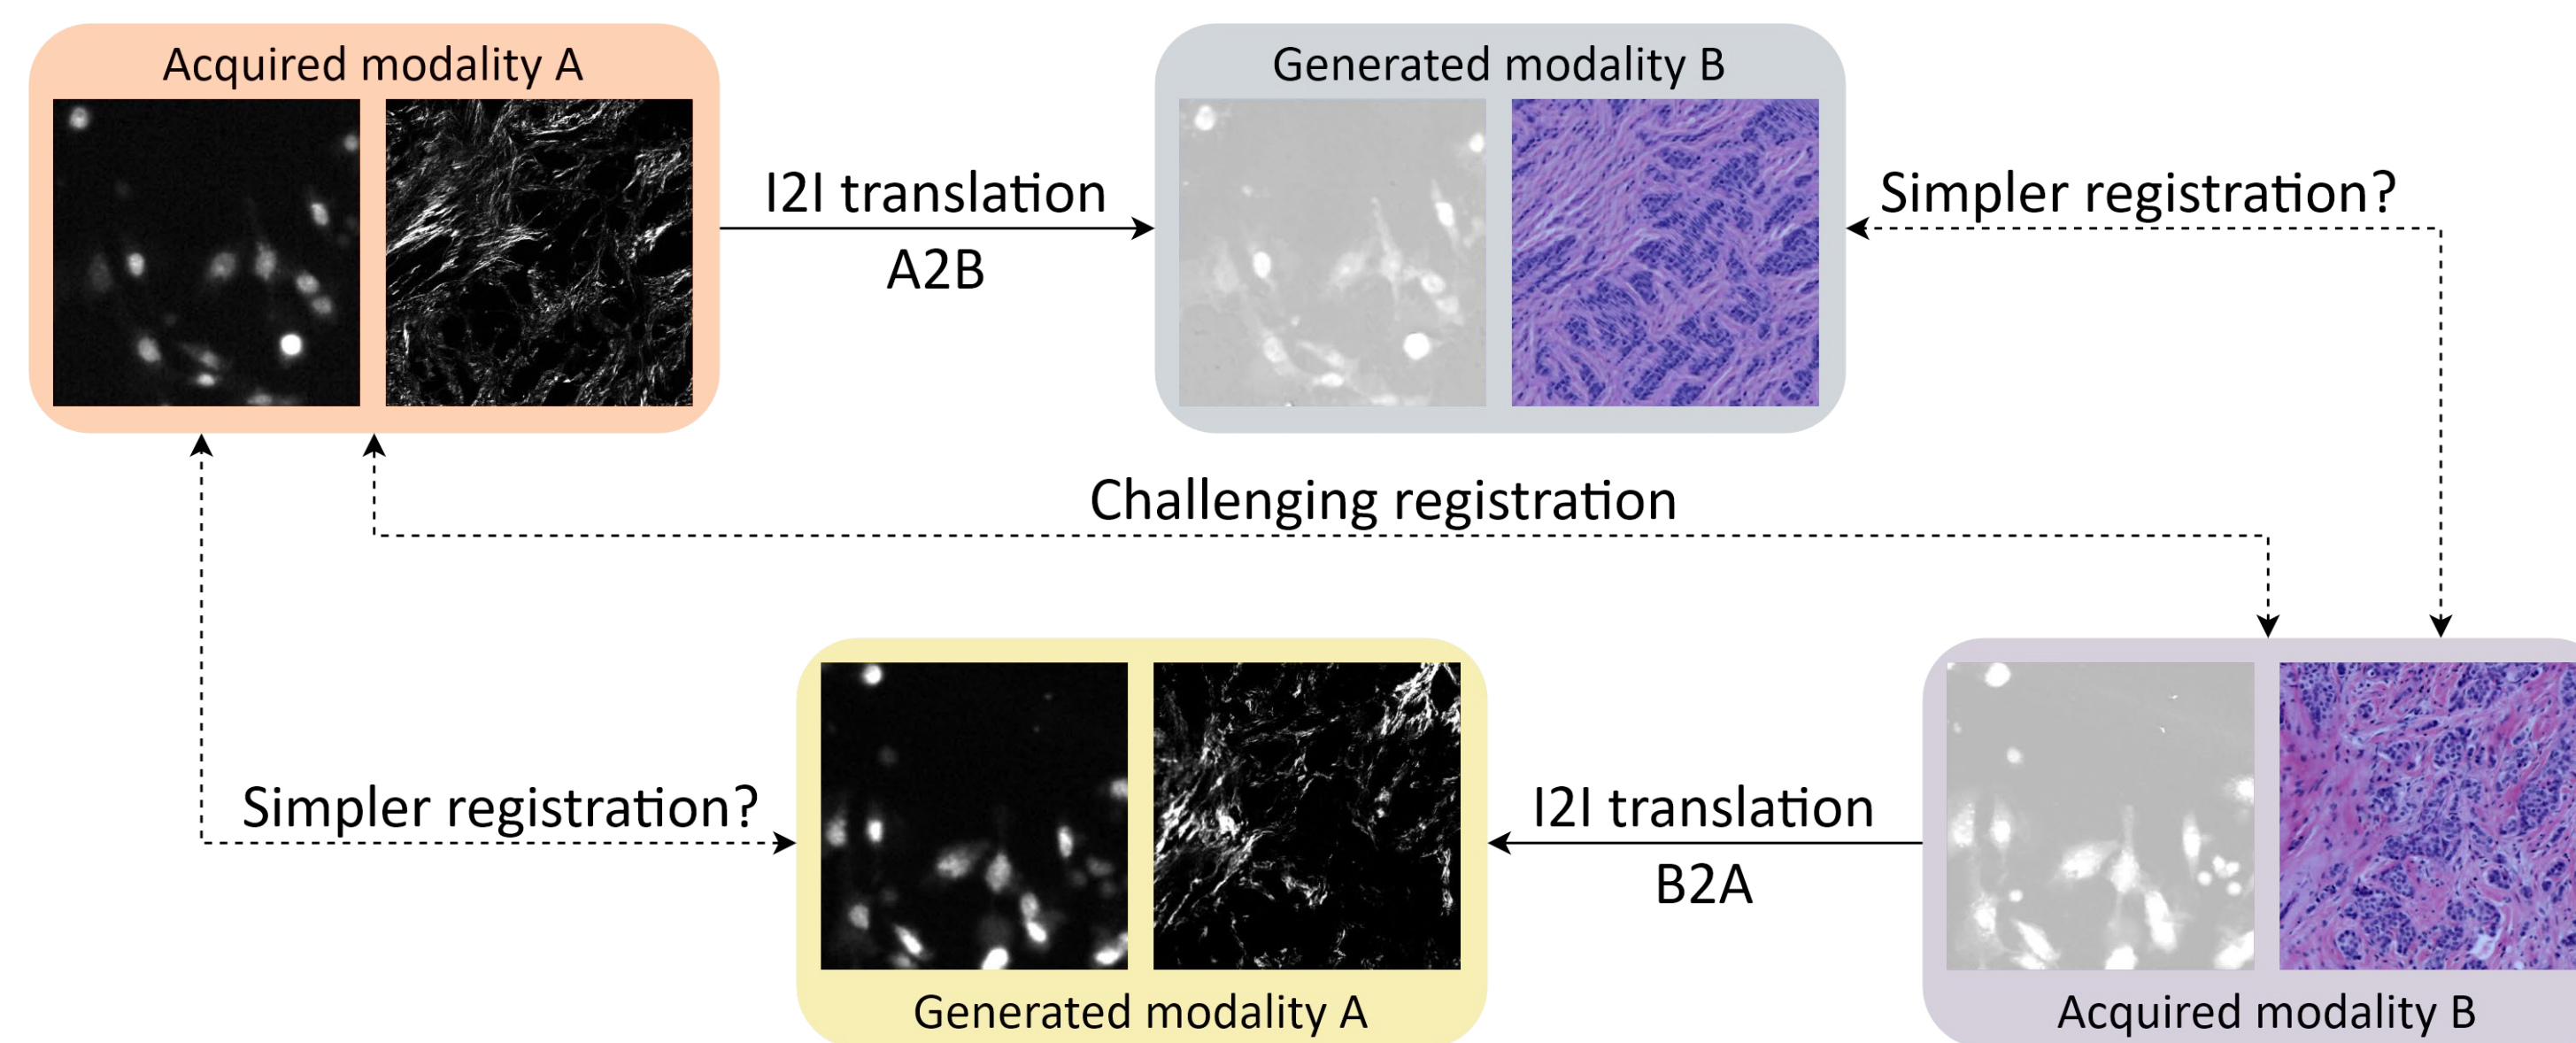 Acquired modality A
Generated modality B
I2I translation
A2B
Simpler registration?
Challenging registration
Simpler registration?
I2I translation
B2A
Generated modality A
Acquired modality B